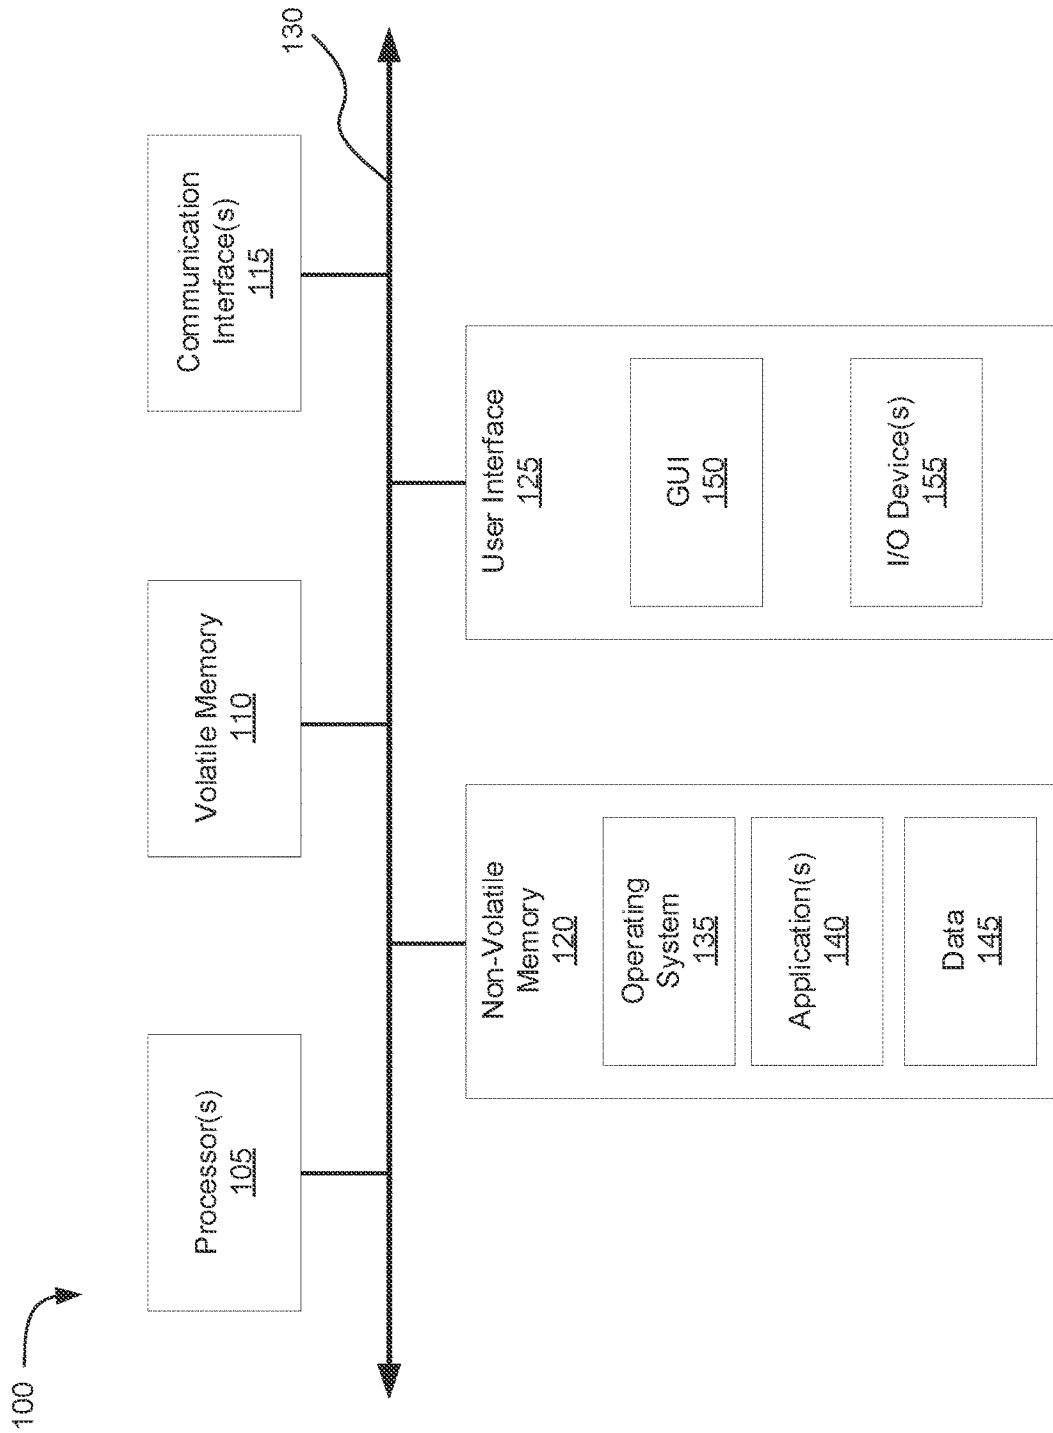 100
Processor(s)
105
Volatile Memory
110
Communication
Interface(s)
115
130
Non-Volatile
Memory
120
Operating
System
135
Application(s)
140
Data
145
User Interface
125
GUI
150
I/O Device(s)
155